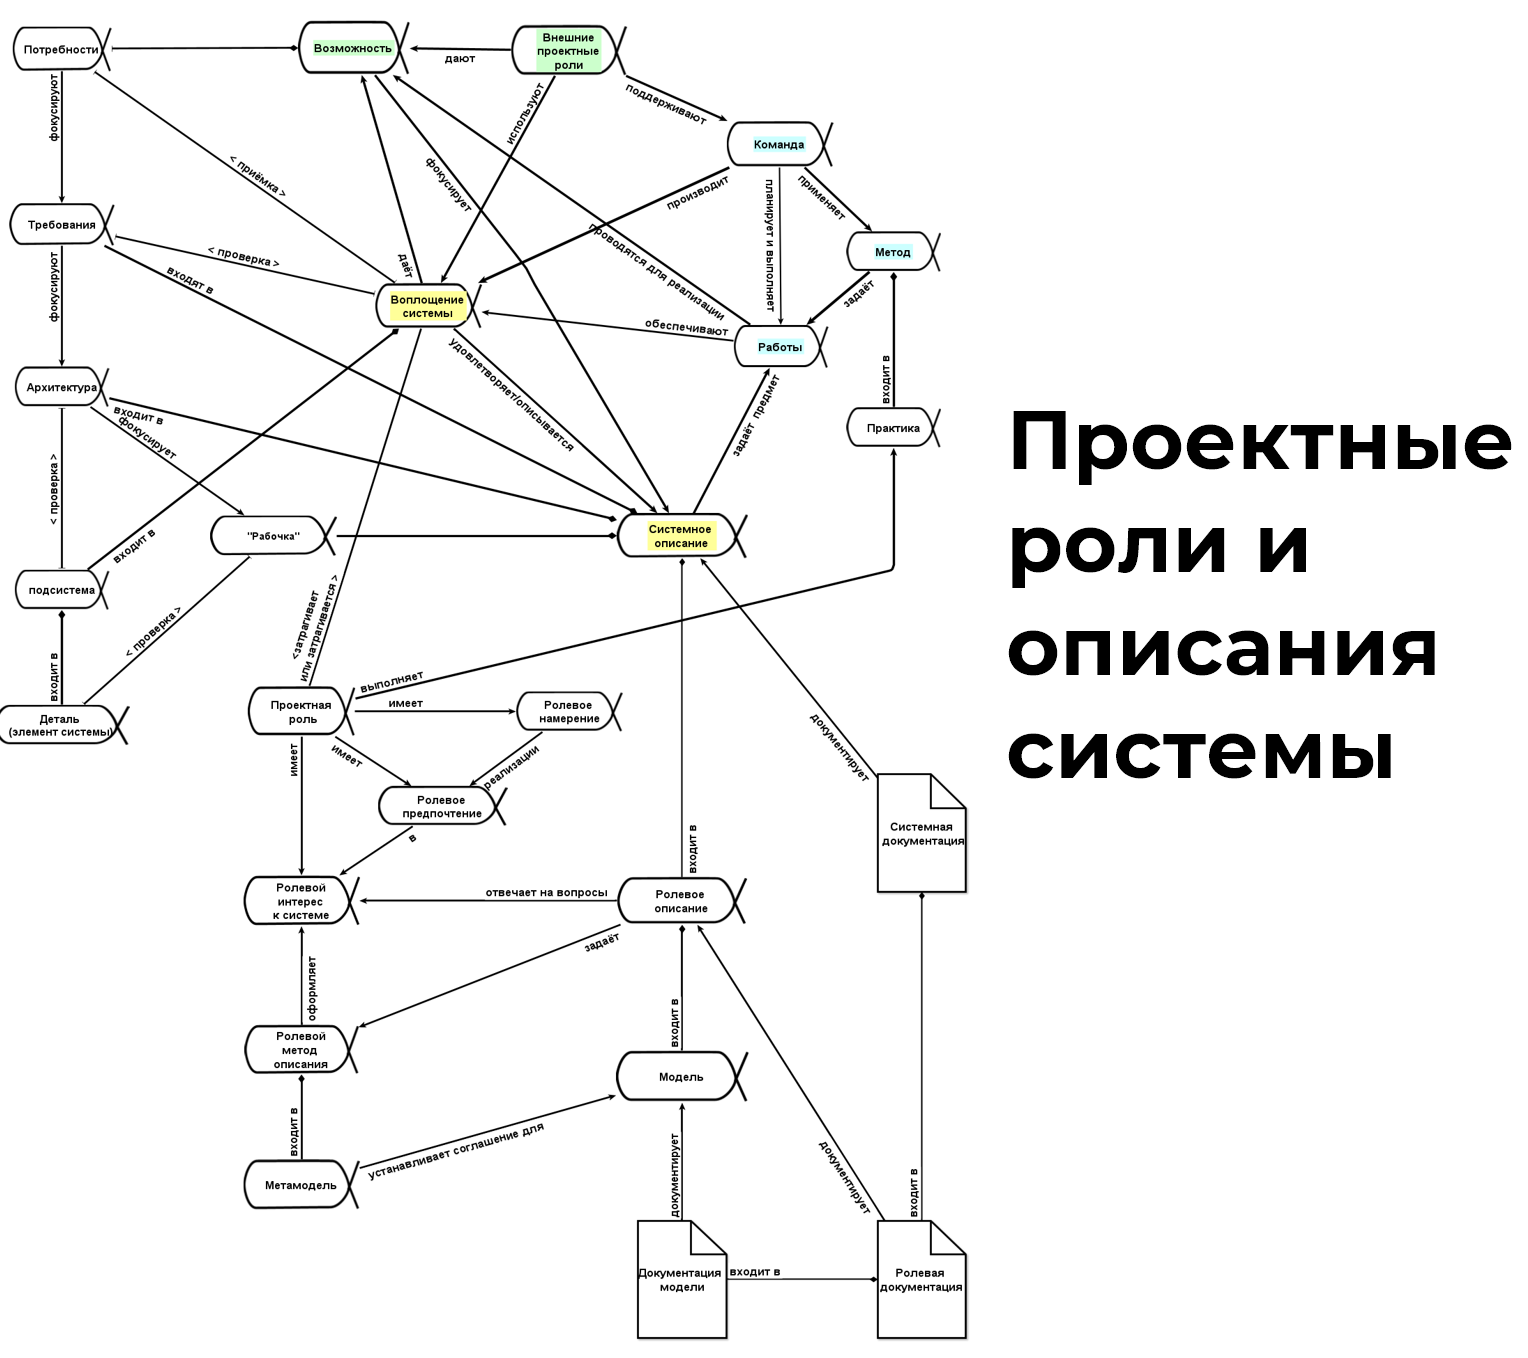 Потребности
Возможность
Внешние
проектные
роли
дают
фокусируют
используют
поддерживают
Команда
< приёмка >
фокусирует
производит
планирует и выполняет
применяет
Требования
< проверка >
даёт
проводятся для реализации
Метод
фокусируют
входят в
Воплощение
системы
задаёт
обеспечивают
Работы
удовлетворяет/описывается
входит в
Архитектура
входит в
фокусирует
задаёт предмет
Практика
< проверка >
"Рабочка"
Системное
описание
входит в
подсистема
< проверка >
<затрагивает
или затрагивается >
входит в
выполняет
Деталь
(элемент системы)
Проектная
роль
имеет
Ролевое
намерение
имеет
имеет
реализации
Ролевое
предпочтение
в
документирует
Системная
документация
входит в
Ролевой
интерес
к системе
отвечает на вопросы
Ролевое
описание
задаёт
оформляет
входит в
Ролевой
метод
описания
Модель
входит в
устанавливает соглашение для
Метамодель
документирует
документирует
входит в
Документация
модели
входит в
Ролевая
документация
Проектные
роли и
описания
системы